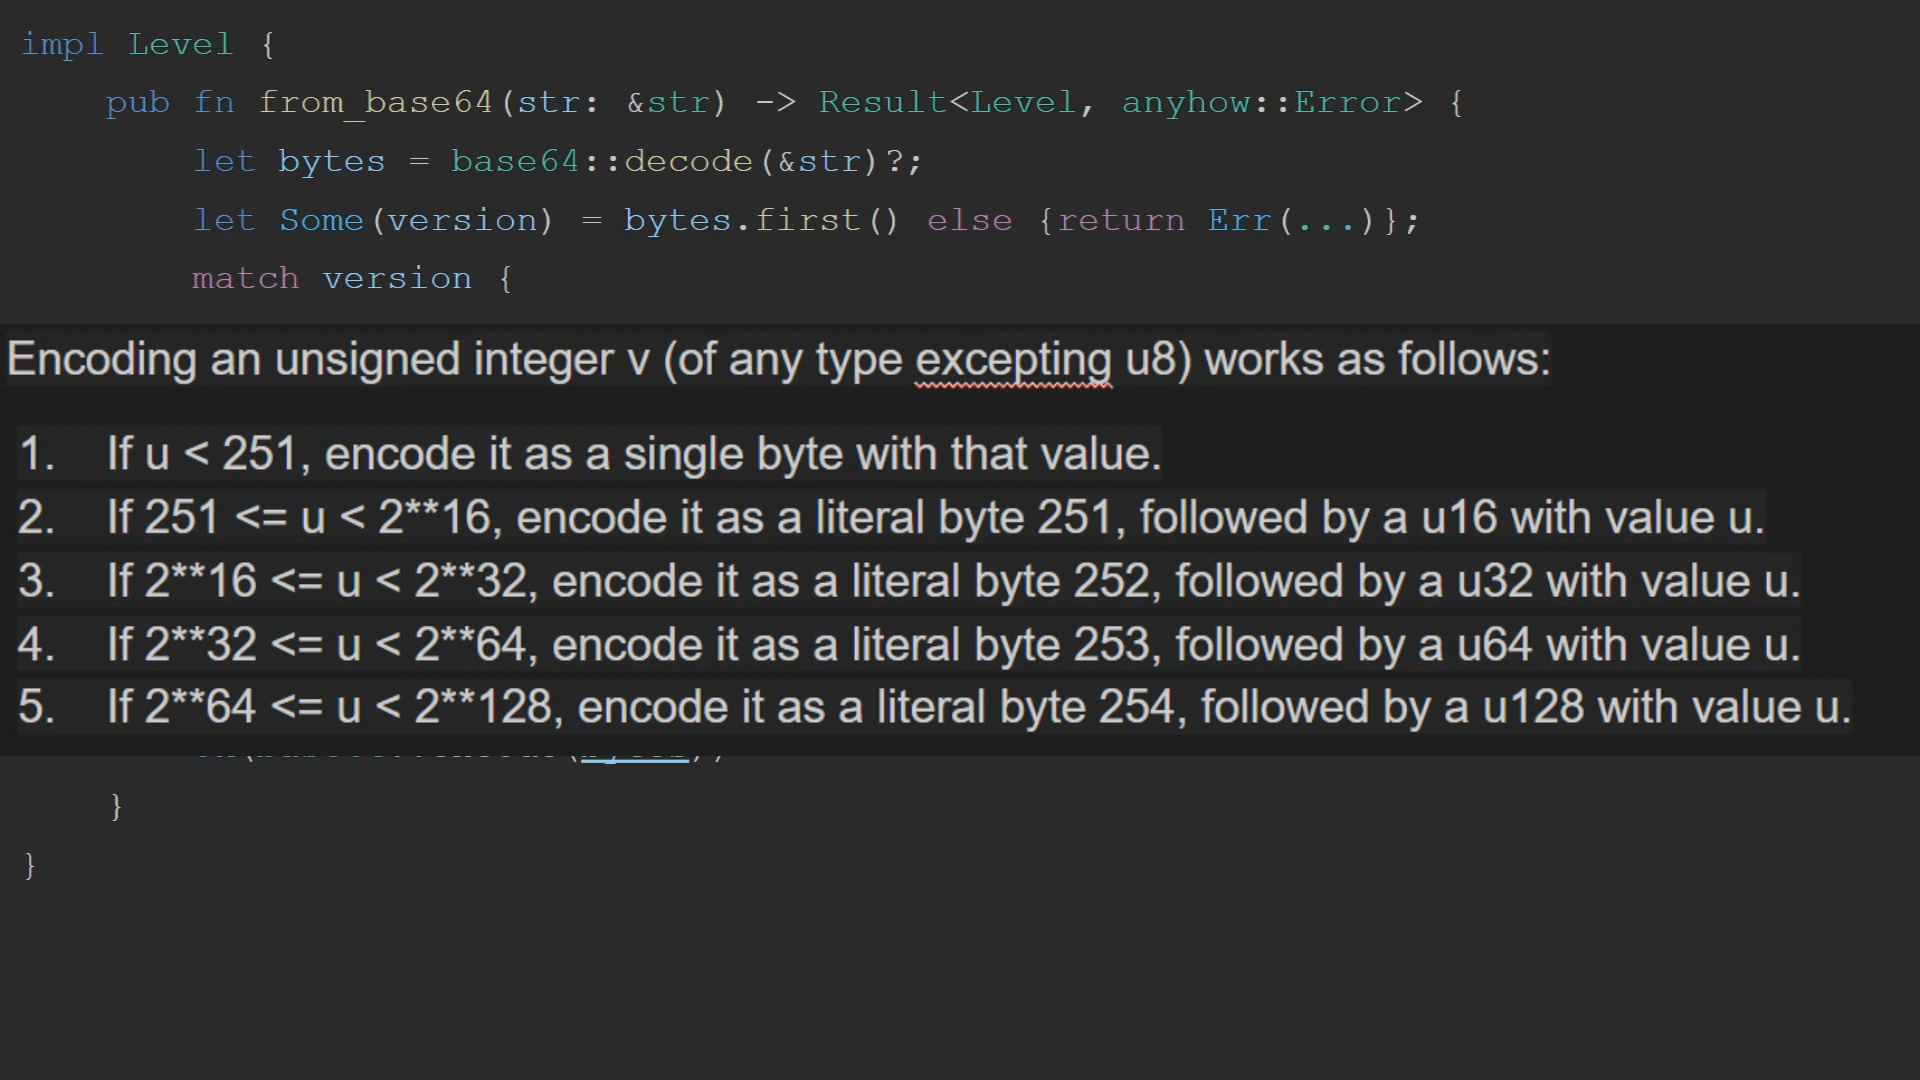 impl Level {
pub fn from_base64(str: &str) -> Result<Level, anyhow::Error> {
let bytes = base64::decode(&str)?;
let Some(version) = bytes.first() else {return Err(...)};
match version {
Encoding an unsigned integer v (of any type excepting u8) works as follows:
1. If u < 251, encode it as a single byte with that value.
2. If 251 <= u < 2**16, encode it as a literal byte 251, followed by a u16 with value u.
3. If 2**16 <= u < 2**32, encode it as a literal byte 252, followed by a u32 with value u.
4. If 2**32 <= u < 2**64, encode it as a literal byte 253, followed by a u64 with value u.
5. If 2**64 <= u < 2**128, encode it as a literal byte 254, followed by a u128 with value u.
}
}